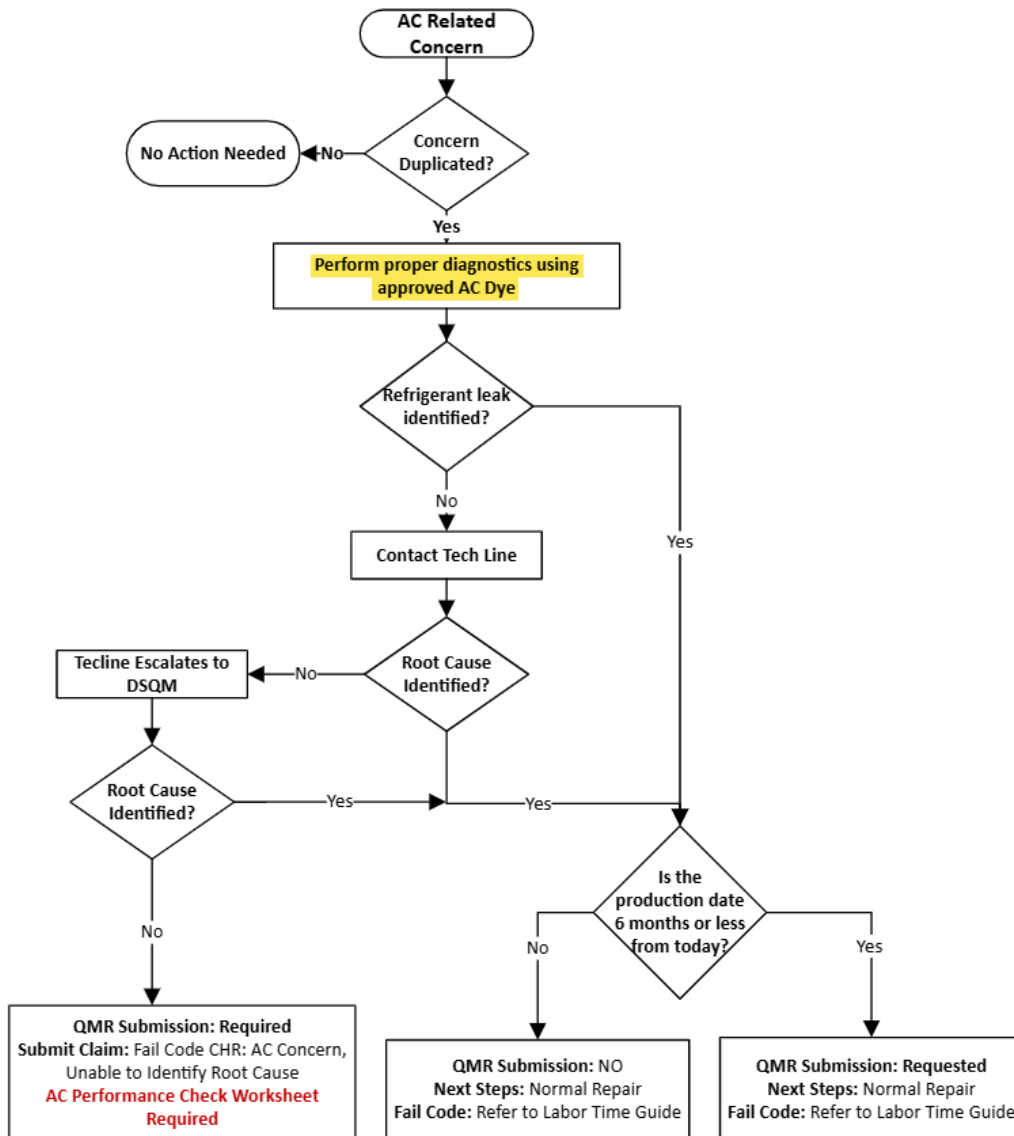 AC Related
Concern
Concern
Duplicated?
No
No Action Needed
Yes
Perform proper diagnostics using
approved AC Dye
Refrigerant leak
identified?
No
Yes
Contact Tech Line
Root Cause
Identified?
No
Tecline Escalates to
DSQM
Root Cause
Identified?
Yes
Yes
No
Is the
production date
6 months or less
from today?
No
Yes
QMR Submission: Required
Submit Claim: Fail Code CHR: AC Concern,
Unable to Identify Root Cause
AC Performance Check Worksheet
Required
QMR Submission: NO
Next Steps: Normal Repair
Fail Code: Refer to Labor Time Guide
QMR Submission: Requested
Next Steps: Normal Repair
Fail Code: Refer to Labor Time Guide